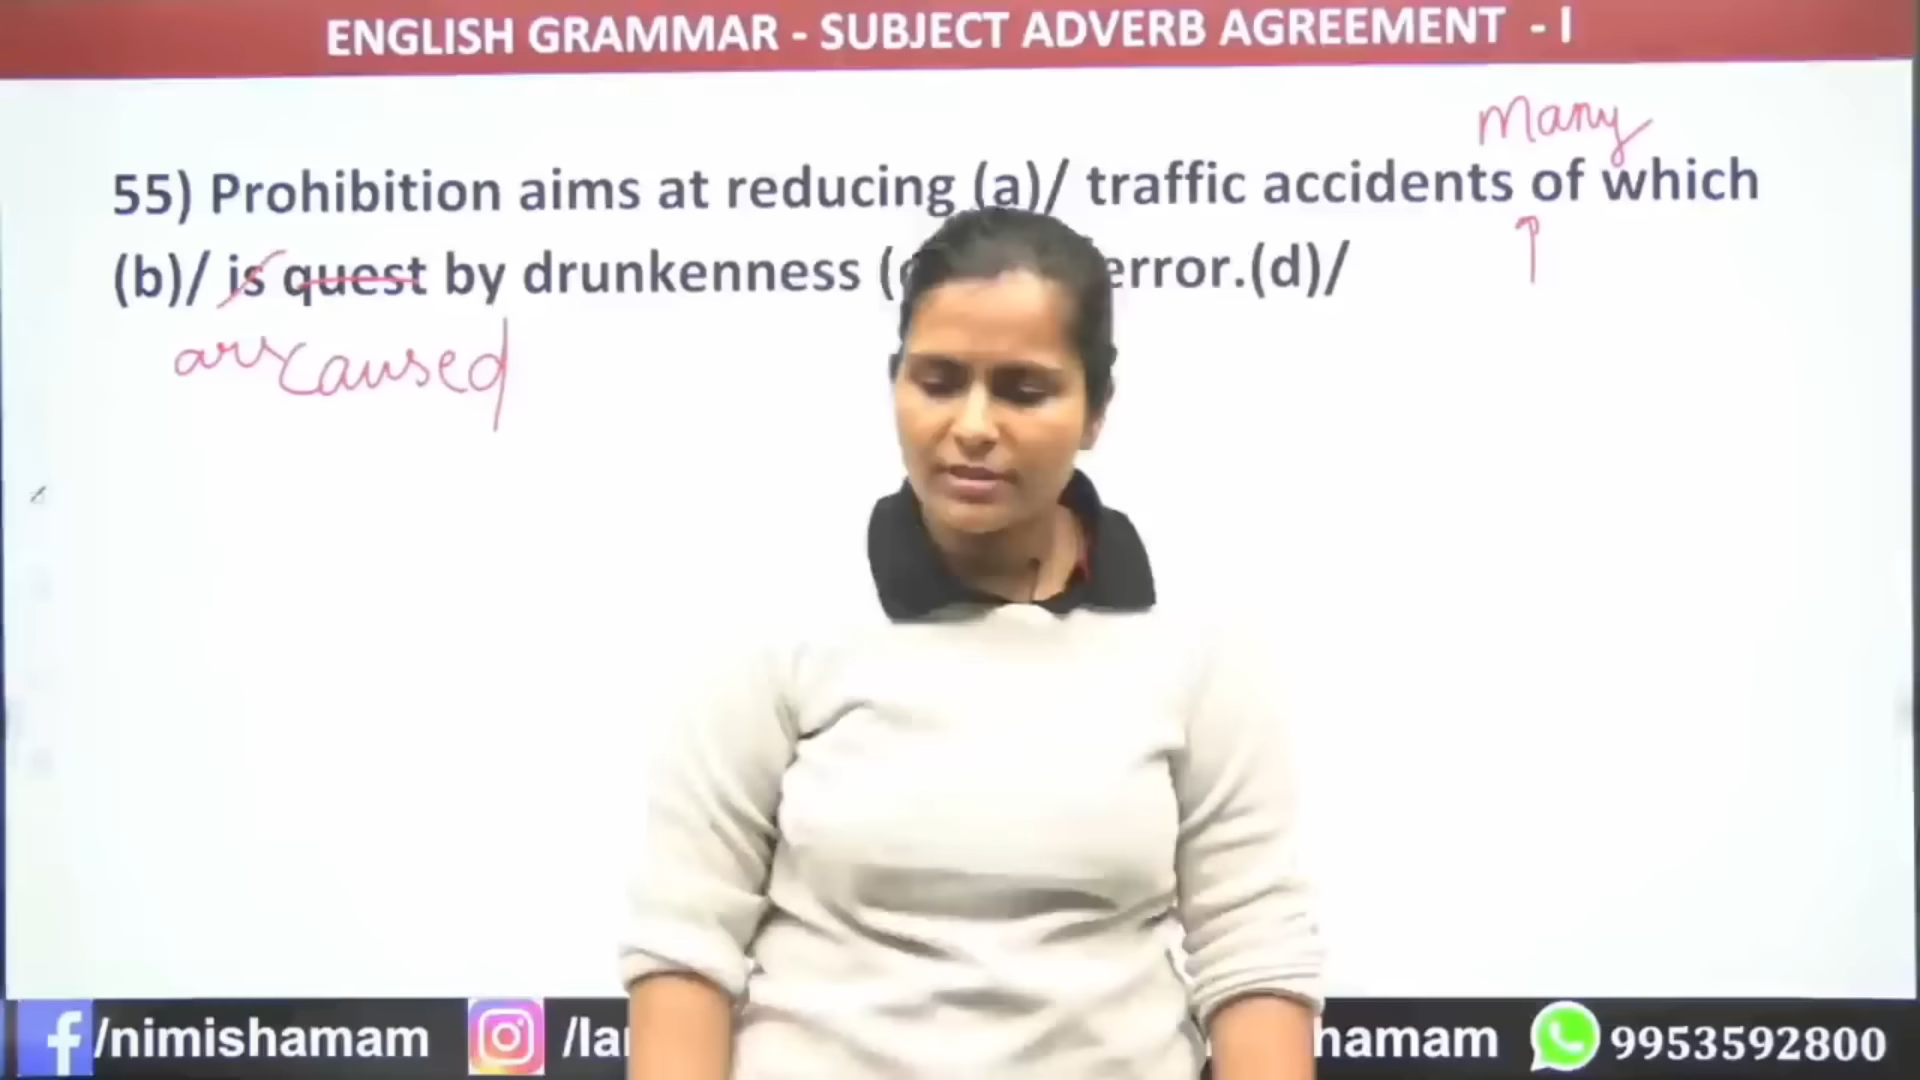 ENGLISH GRAMMAR - SUBJECT ADVERB AGREEMENT - I
many
55) Prohibition aims at reducing (a)/ traffic accidents of which
(b)/ is quest by drunkenness error.(d)/
are caused
/nimishamam /la hamam 9953592800